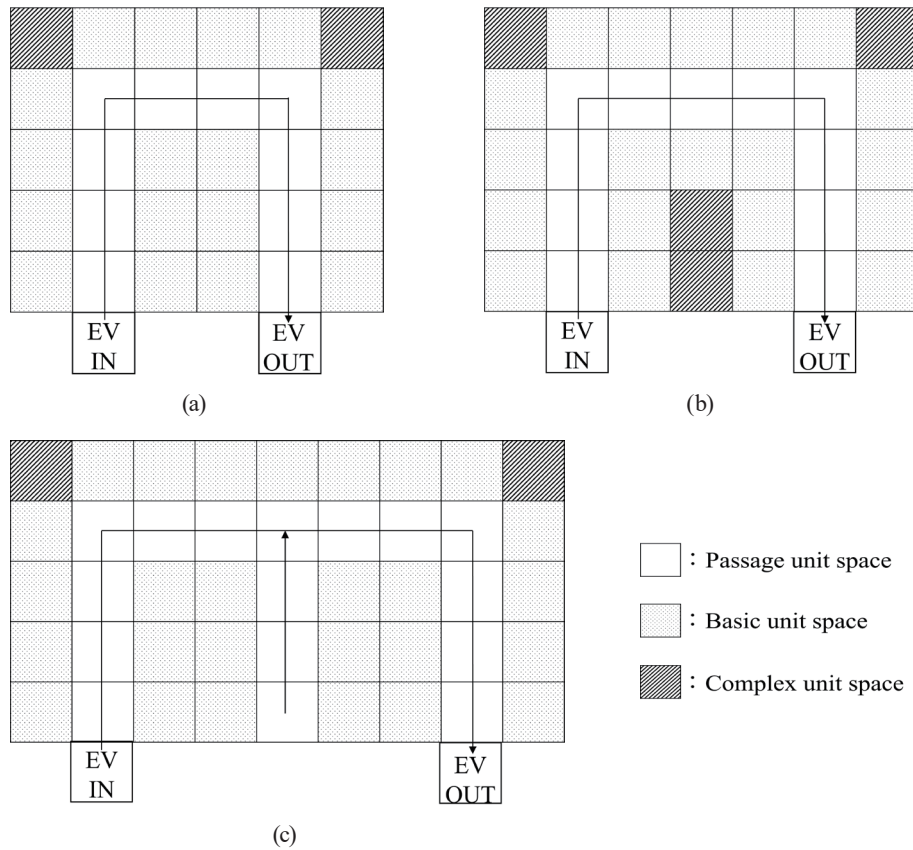 EV
IN
EV
OUT
(a)
EV
IN
EV
OUT
(b)
EV
IN
EV
OUT
(c)
: Passage unit space
: Basic unit space
: Complex unit space